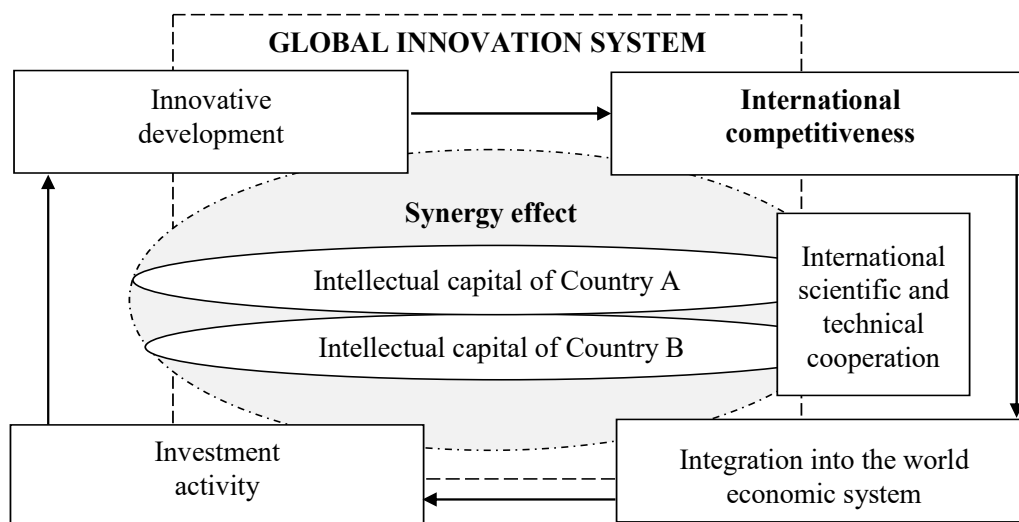 GLOBAL INNOVATION SYSTEM
Innovative
development
International
competitiveness
Synergy effect
Intellectual capital of Country A
Intellectual capital of Country B
International
scientific and
technical
cooperation
Investment
activity
Integration into the world
economic system